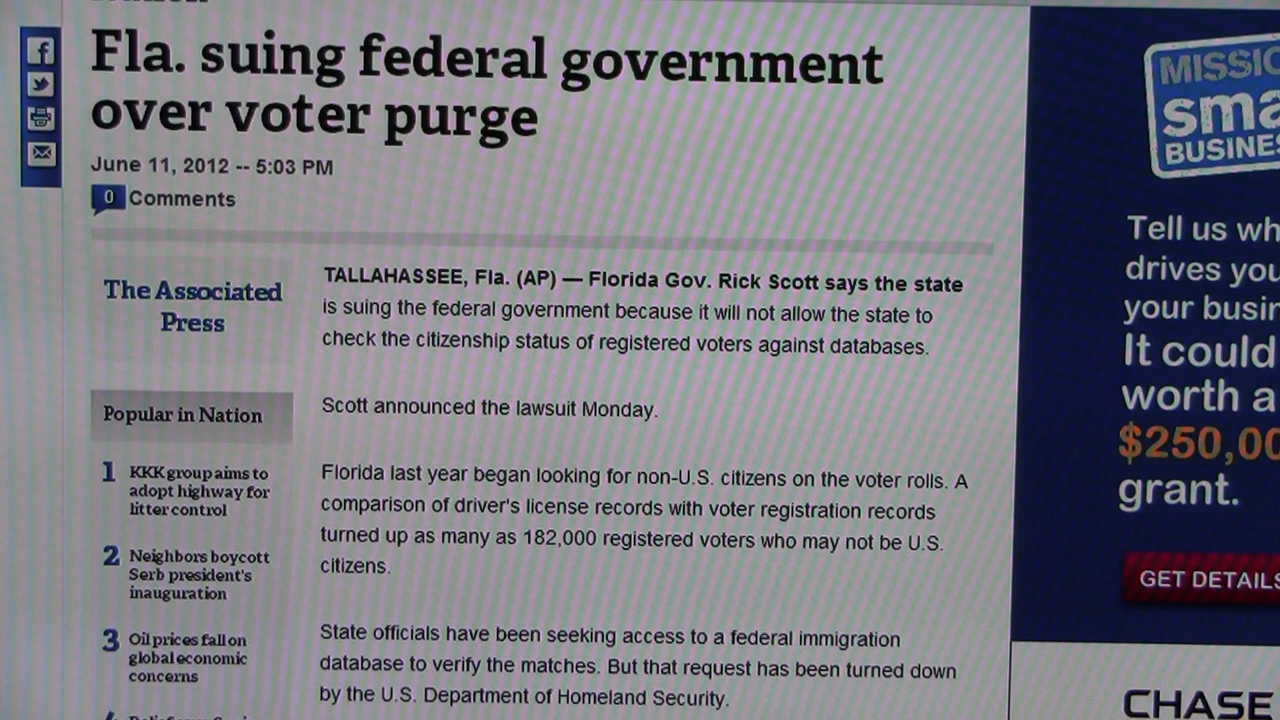 Fla. suing federal government
over voter purge
June 11, 2012 -- 5:03 PM
0 Comments
The Associated
Press
TALLAHASSEE, Fla. (AP) — Florida Gov. Rick Scott says the state
is suing the federal government because it will not allow the state to
check the citizenship status of registered voters against databases.
Scott announced the lawsuit Monday.
Florida last year began looking for non-U.S. citizens on the voter rolls. A
comparison of driver's license records with voter registration records
turned up as many as 182,000 registered voters who may not be U.S.
citizens.
State officials have been seeking access to a federal immigration
database to verify the matches. But that request has been turned down
by the U.S. Department of Homeland Security.
Popular in Nation
1 KKK group aims to
adopt highway for
litter control
2 Neighbors boycott
Serb president's
inauguration
3 Oil prices fall on
global economic
concerns
MISSIO
sma
BUSINES
Tell us wh
drives you
your busin
It could
worth a
$250,00
grant.
GET DETAILS
CHASE